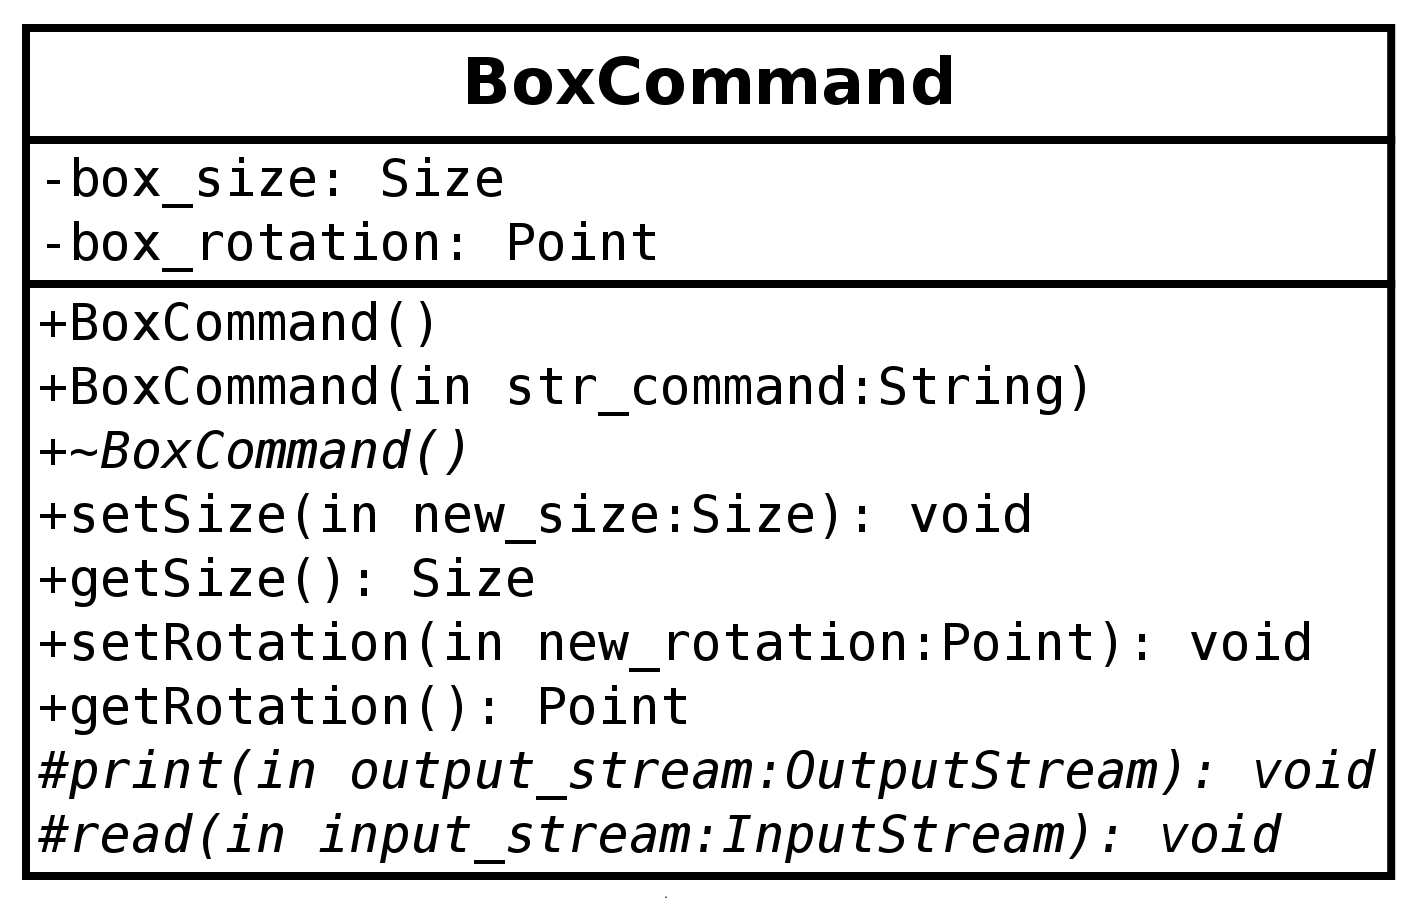 BoxCommand
-box_size: Size
-box_rotation: Point
+BoxCommand()
+BoxCommand(in str_command:String)
+~BoxCommand()
+setSize(in new_size:Size): void
+getSize(): Size
+setRotation(in new_rotation:Point): void
+getRotation(): Point
#print(in output_stream:OutputStream): void
#read(in input_stream:InputStream): void